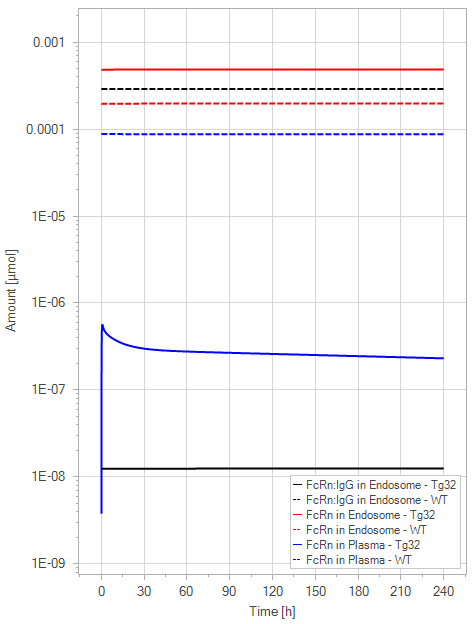 0.001
0.0001
1E-05
1E-06
1E-07
1E-08
1E-09
Amount [µmol]
FcRn:IgG in Endosome - Tg32
FcRn:IgG in Endosome - WT
FcRn in Endosome - Tg32
FcRn in Endosome - WT
FcRn in Plasma - Tg32
FcRn in Plasma - WT
0 30 60 90 120 150 180 210 240
Time [h]